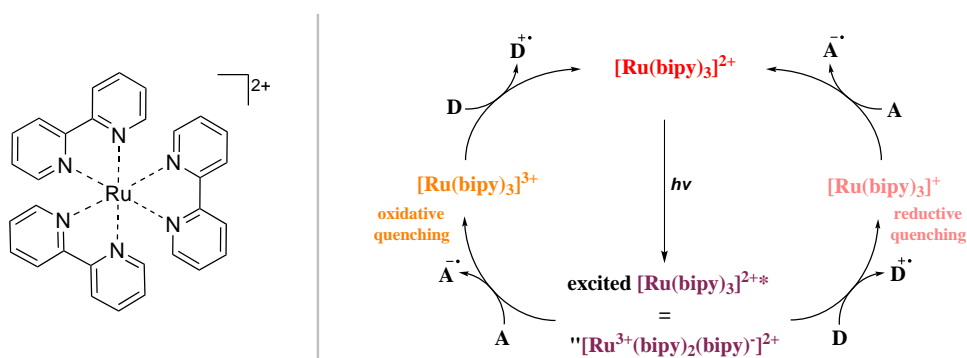 2+
N
N
N
Ru
N
N
N
D+•
[Ru(bipy)3]2+
A−•
D
A
[Ru(bipy)3]3+
hv
[Ru(bipy)3]+
oxidative
quenching
reductive
quenching
A−•
excited [Ru(bipy)3]2+*
D+•
=
A
"[Ru3+(bipy)2(bipy)-]2+
D